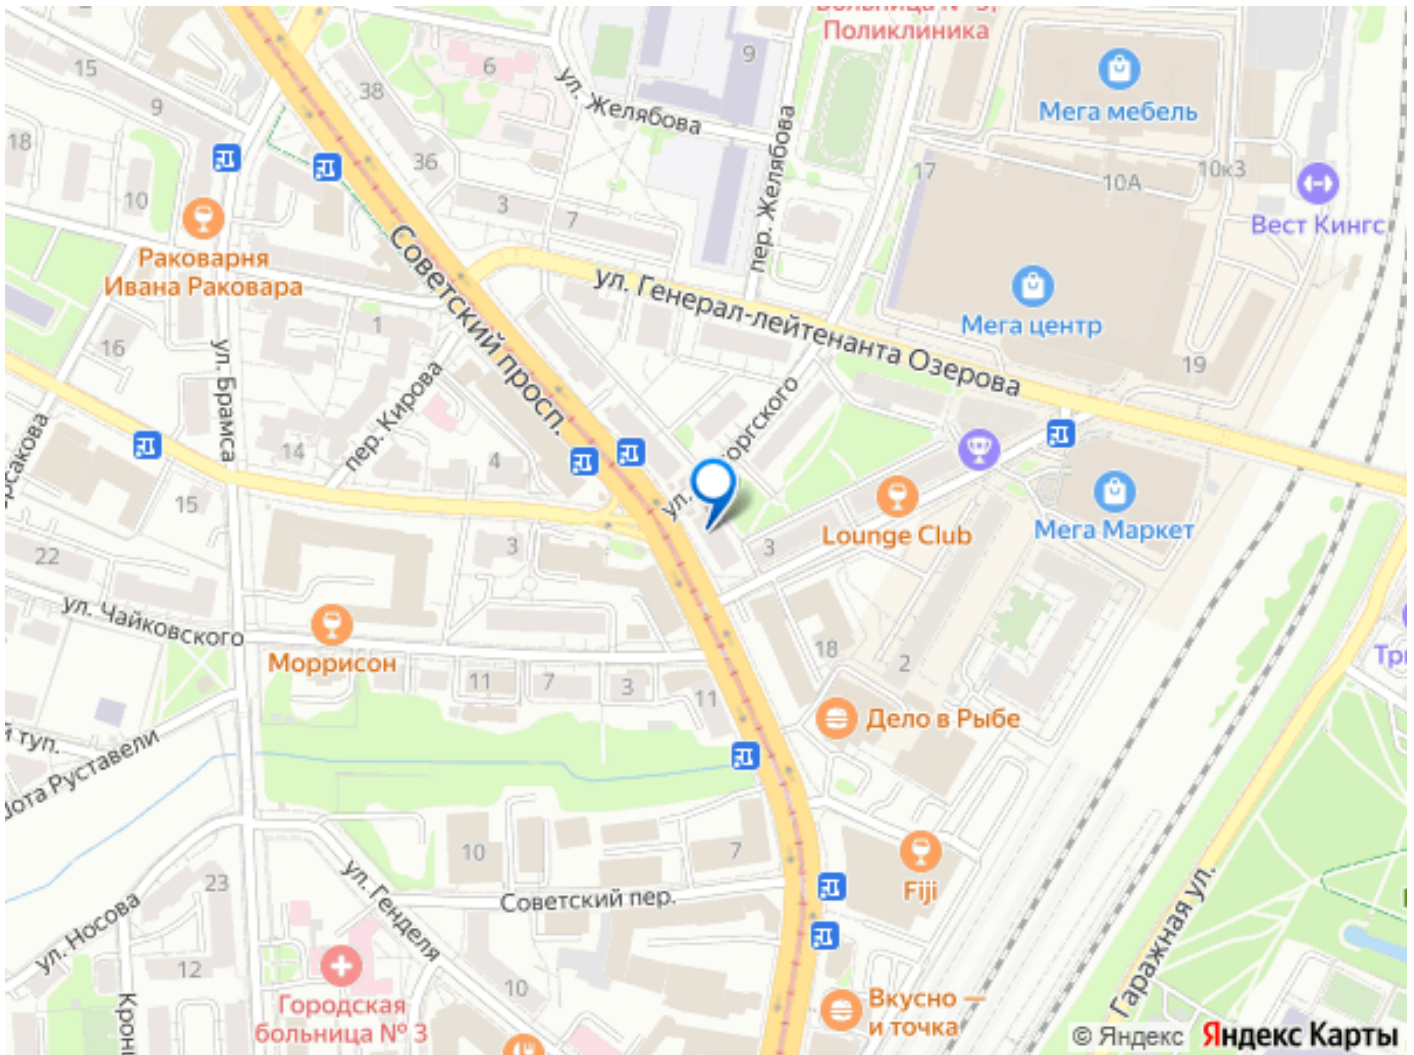 Поликлиника
15
9
38
6
ул. Желябова
9
Мега мебель
18
36
17
10А
10к3
10
3
7
пер. Желябова
Вест Кингс
Раковарня
Ивана Раковара
Советский просп.
ул. Генерал-лейтенанта Озерова
Мега центр
16
1
19
ул. Брамса
пер. Кирова
14
4
15
ул.
Lounge Club
Мега Маркет
22
3
3
ул. Чайковского
Моррисон
11
7
3
11
18
2
Дело в Рыбе
10
7
Fiji
23
ул. Носова
ул. Генделя
Советский пер.
12
10
Городская
больница № 3
Вкусно —
и точка
Гаражная ул.
© Яндекс Яндекс Карты